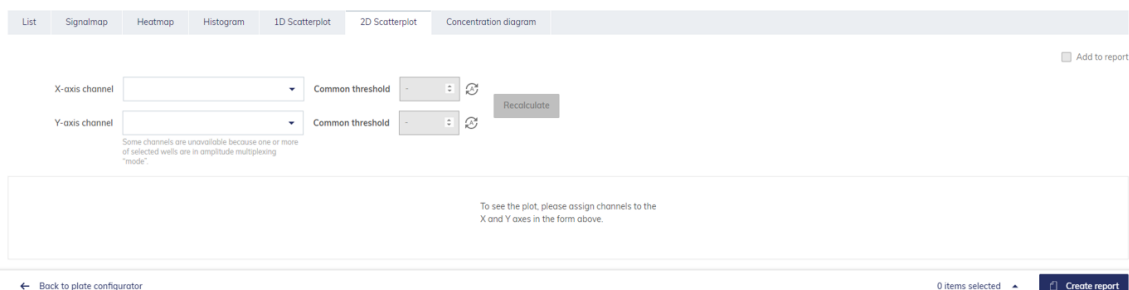 List Signalmap Heatmap Histogram 1D Scatterplot 2D Scatterplot Concentration diagram
Add to report
X-axis channel Common threshold -
Recalculate
Y-axis channel Common threshold -
Some channels are unavailable because one or more
of selected wells are in amplitude multiplexing
"mode".
To see the plot, please assign channels to the
X and Y axes in the form above.
← Back to plate configurator 0 items selected Create report